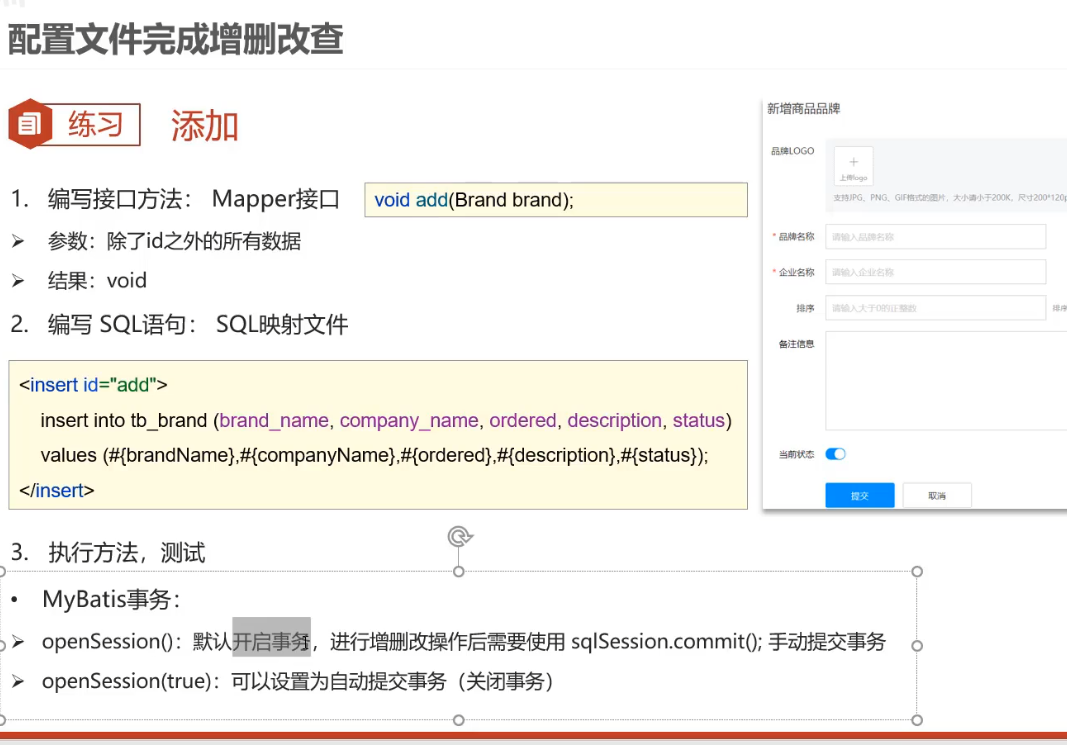 配置文件完成增删改查
练习 添加
1. 编写接口方法： Mapper接口
void add(Brand brand);
➢ 参数：除了id之外的所有数据
➢ 结果：void
2. 编写 SQL语句： SQL映射文件
<insert id="add">
insert into tb_brand (brand_name, company_name, ordered, description, status)
values (#{brandName},#{companyName},#{ordered},#{description},#{status});
</insert>
3. 执行方法，测试
• MyBatis事务：
➢ openSession()：默认开启事务，进行增删改操作后需要使用 sqlSession.commit(); 手动提交事务
➢ openSession(true)：可以设置为自动提交事务（关闭事务）
新增商品品牌
品牌LOGO
+
上传logo
支持JPG、PNG、GIF格式的图片，大小请小于200K，尺寸200*120p
* 品牌名称 请输入品牌名称
* 企业名称 请输入企业名称
排序 请输入大于0的正整数 排序
备注信息
当前状态
提交 取消